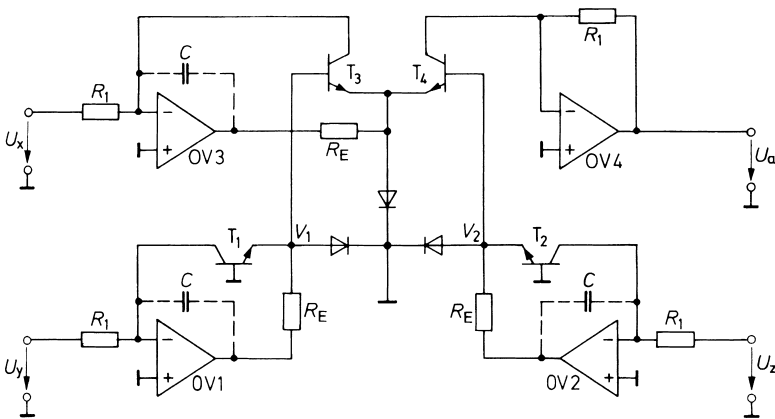 R1
C
T3
T4
R1
R1
Ux
−
+
OV3
RE
−
+
OV4
Ua
T1
V1
V2
T2
C
RE
RE
C
R1
R1
Uy
−
+
OV1
−
+
OV2
Uz